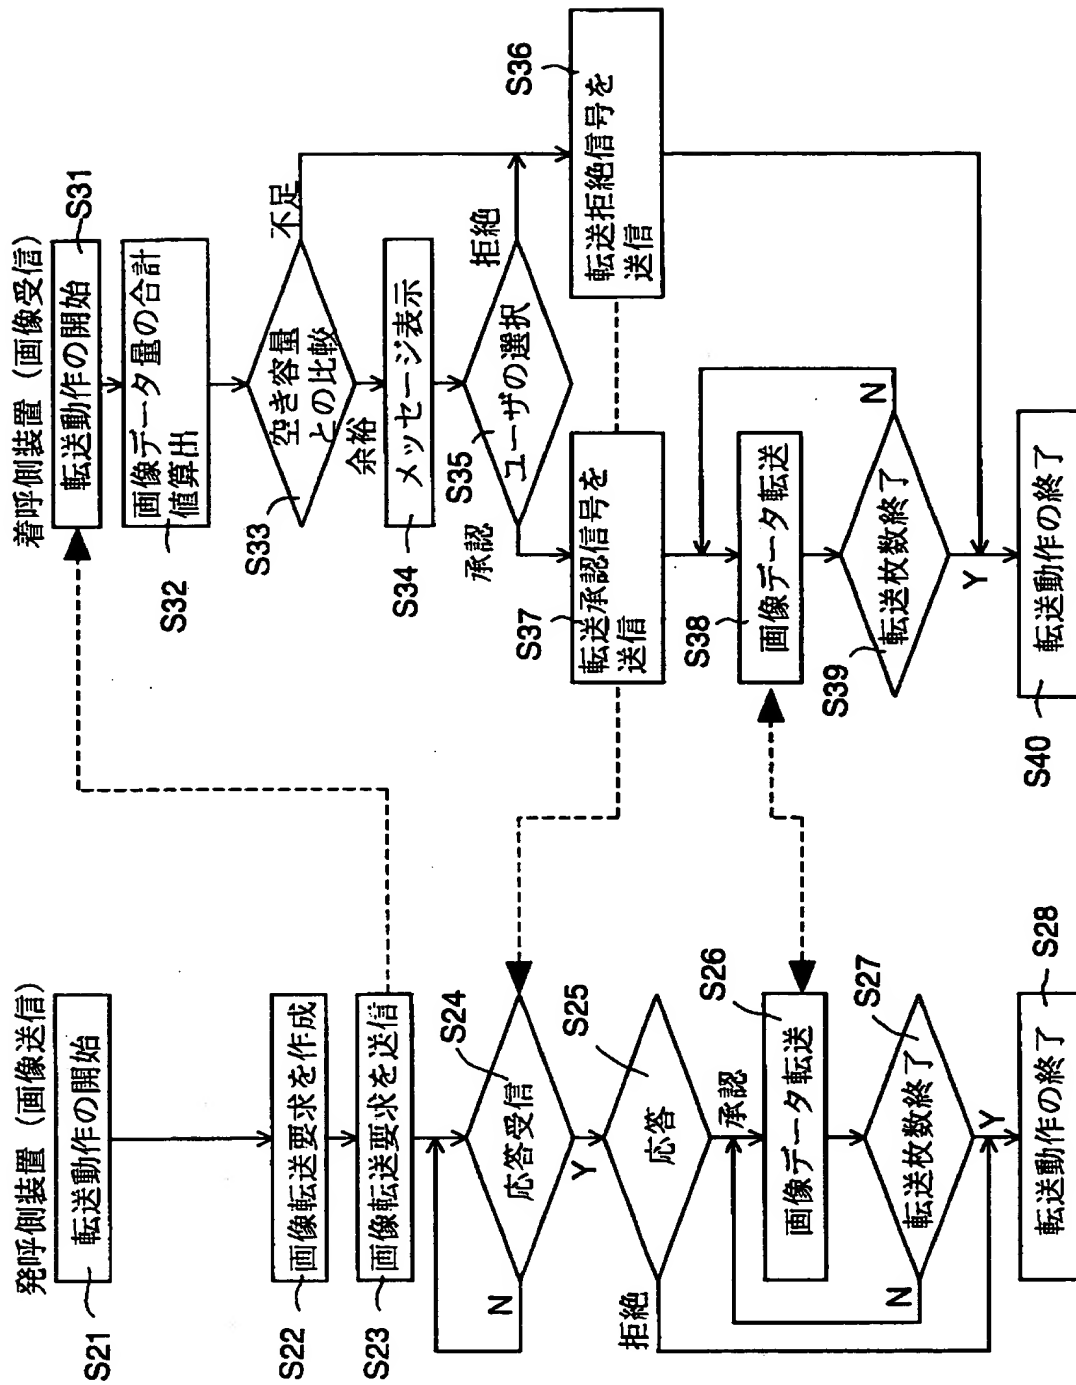 発呼側装置（画像送信）
S21
転送動作の開始
S22
画像転送要求を作成
S23
画像転送要求を送信
S24
応答受信
N
Y
S25
応答
拒絶
承認
S26
画像データ転送
S27
転送枚数終了
N
Y
S28
転送動作の終了
着呼側装置（画像受信）
S31
転送動作の開始
S32
画像データ量の合計
値算出
S33
空き容量
との比較
不足
余裕
S34
メッセージ表示
S35
ユーザの選択
拒絶
承認
S36
転送拒絶信号を
送信
S37
転送承認信号を
送信
S38
画像データ転送
S39
転送枚数終了
N
Y
S40
転送動作の終了